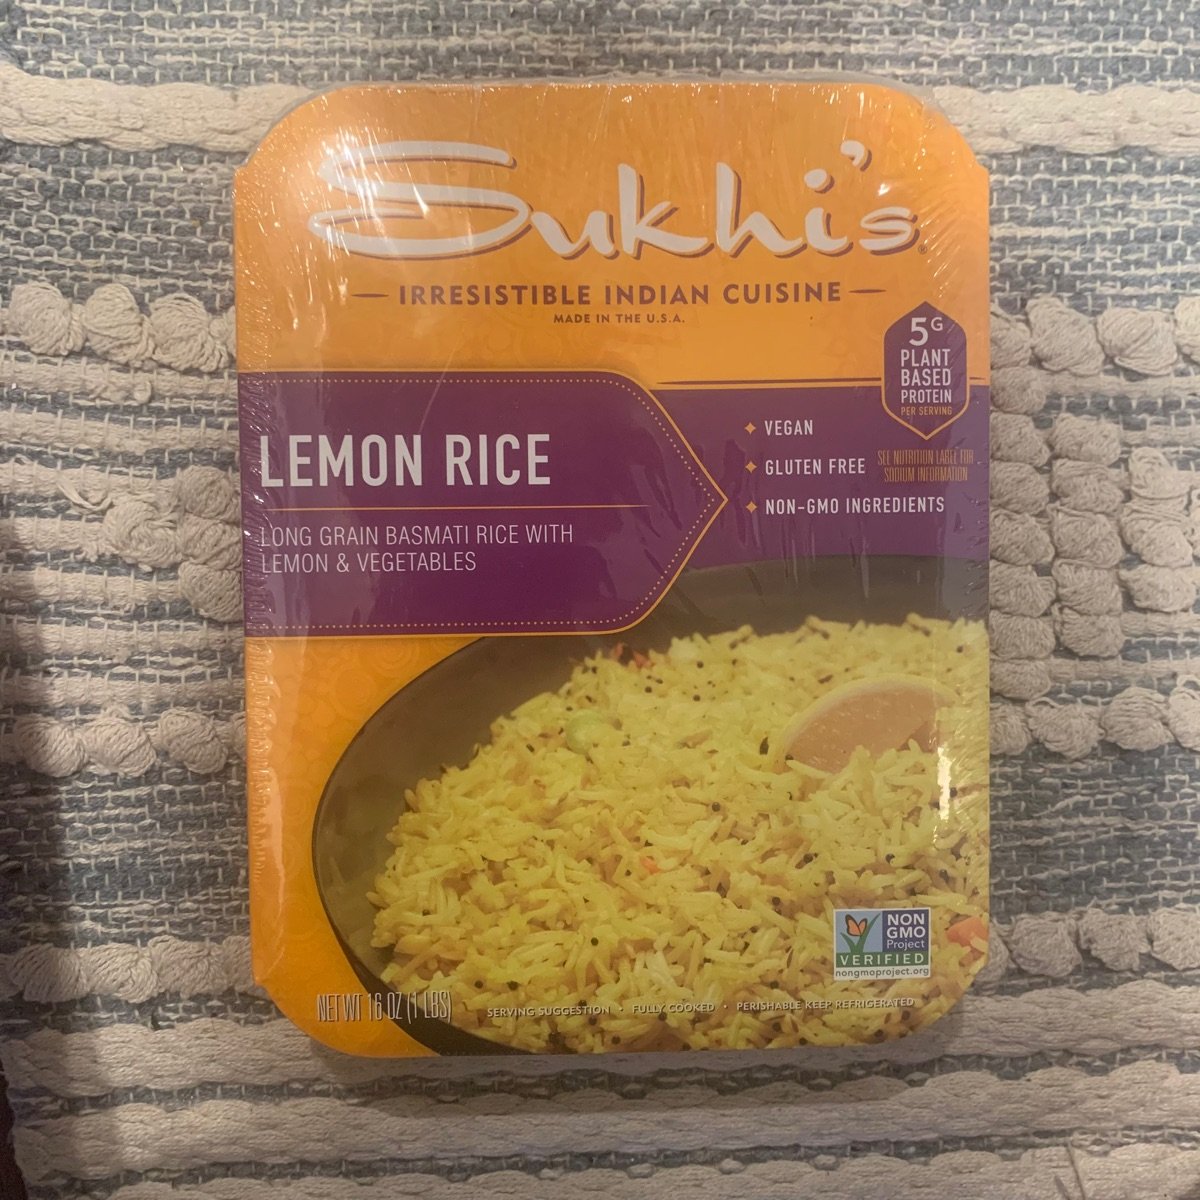 Sukhi's®
IRRESISTIBLE INDIAN CUISINE
MADE IN THE U.S.A.
5G
PLANT
BASED
PROTEIN
PER SERVING
LEMON RICE
LONG GRAIN BASMATI RICE WITH
LEMON & VEGETABLES
VEGAN
GLUTEN FREE
NON-GMO INGREDIENTS
SEE NUTRITION LABEL FOR
SODIUM INFORMATION
NON
GMO
Project
VERIFIED
nongmoproject.org
NET WT 16 OZ (1 LBS)
SERVING SUGGESTION • FULLY COOKED • PERISHABLE KEEP REFRIGERATED